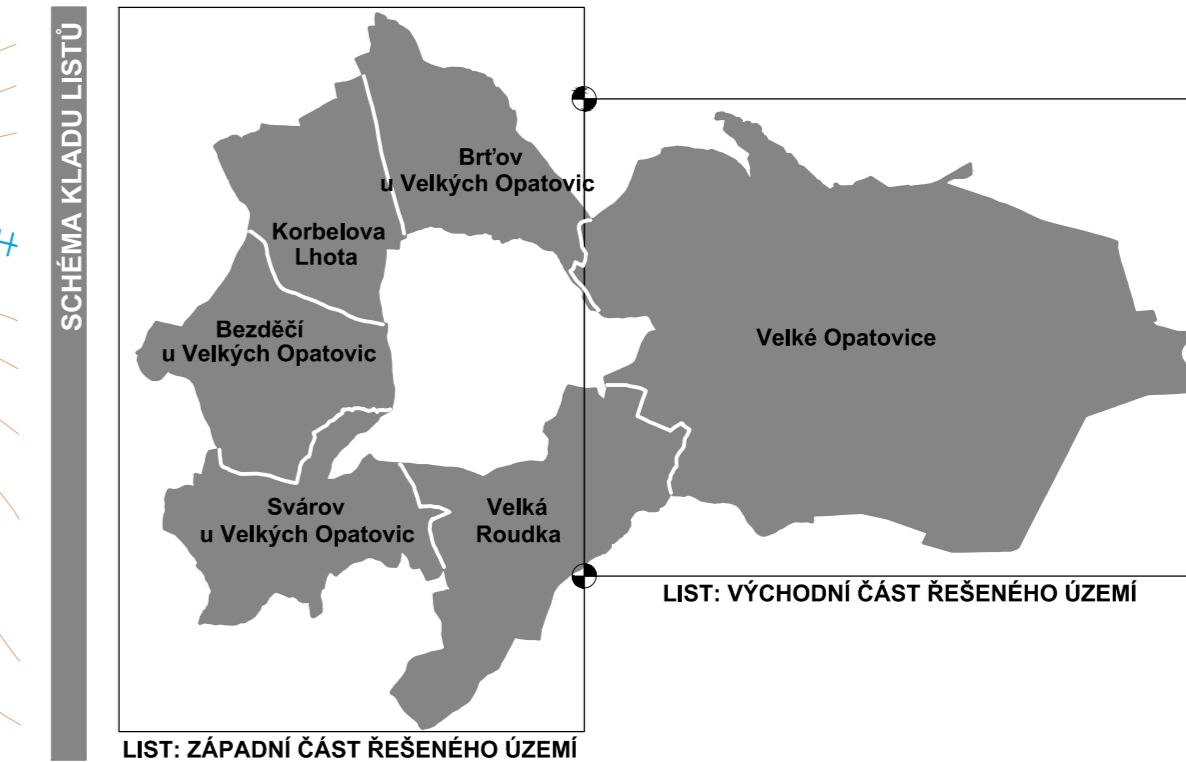 SCHÉMA KLADU LISTŮ
Brťov
u Velkých Opatovic
Korbelova
Lhota
Bezděčí
u Velkých Opatovic
Velké Opatovice
Svárov
u Velkých Opatovic
Velká
Roudka
LIST: VÝCHODNÍ ČÁST ŘEŠENÉHO ÚZEMÍ
LIST: ZÁPADNÍ ČÁST ŘEŠENÉHO ÚZEMÍ